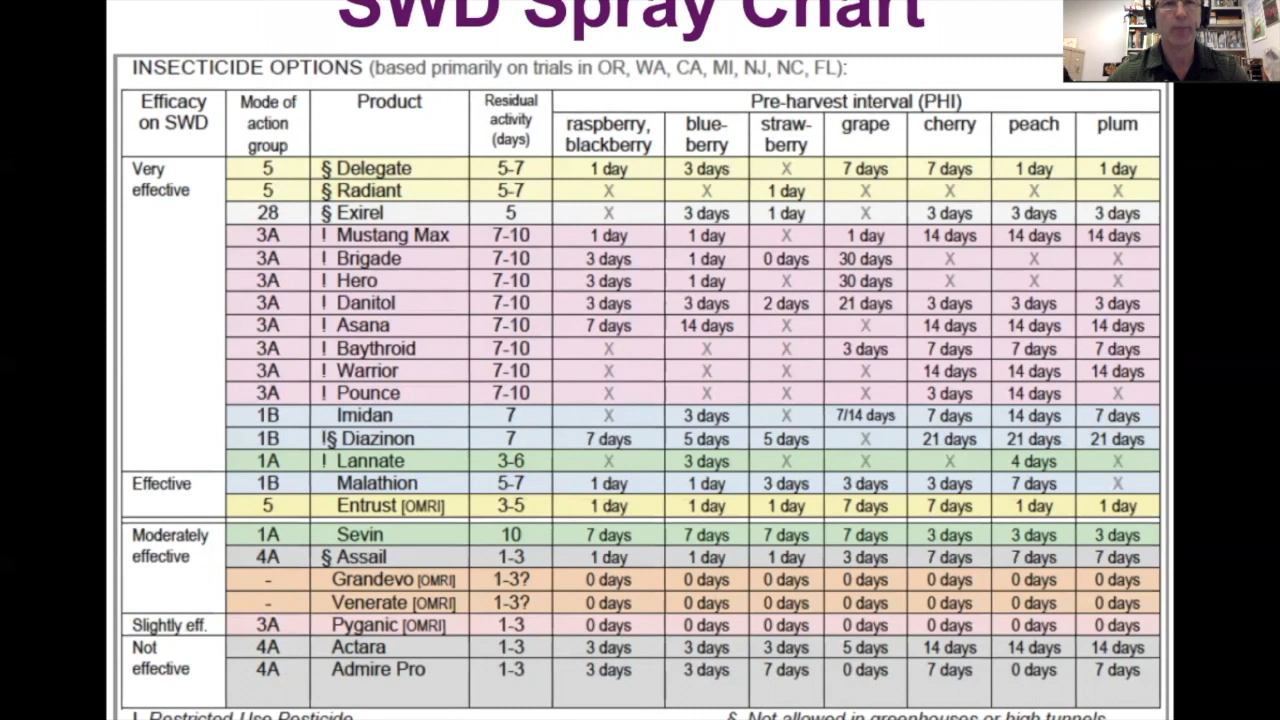 SWD Spray Chart
INSECTICIDE OPTIONS (based primarily on trials in OR, WA, CA, MI, NJ, NC, FL):
Efficacy on SWD | Mode of action group | Product | Residual activity (days) | Pre-harvest interval (PHI)
raspberry, blackberry | blue-berry | straw-berry | grape | cherry | peach | plum
Very effective | 5 | § Delegate | 5-7 | 1 day | 3 days | X | 7 days | 7 days | 1 day | 1 day
5 | § Radiant | 5-7 | X | X | 1 day | X | X | X | X
28 | § Exirel | 5 | X | 3 days | 1 day | X | 3 days | 3 days | 3 days
3A | ! Mustang Max | 7-10 | 1 day | 1 day | X | 1 day | 14 days | 14 days | 14 days
3A | ! Brigade | 7-10 | 3 days | 1 day | 0 days | 30 days | X | X | X
3A | ! Hero | 7-10 | 3 days | 1 day | X | 30 days | X | X | X
3A | ! Danitol | 7-10 | 3 days | 3 days | 2 days | 21 days | 3 days | 3 days | 3 days
3A | ! Asana | 7-10 | 7 days | 14 days | X | X | 14 days | 14 days | 14 days
3A | ! Baythroid | 7-10 | X | X | X | 3 days | 7 days | 7 days | 7 days
3A | ! Warrior | 7-10 | X | X | X | X | 14 days | 14 days | 14 days
3A | ! Pounce | 7-10 | X | X | X | X | 3 days | 14 days | X
1B | Imidan | 7 | X | 3 days | X | 7/14 days | 7 days | 14 days | 7 days
1B | !§ Diazinon | 7 | 7 days | 5 days | 5 days | X | 21 days | 21 days | 21 days
1A | ! Lannate | 3-6 | X | 3 days | X | X | X | 4 days | X
Effective | 1B | Malathion | 5-7 | 1 day | 1 day | 3 days | 3 days | 3 days | 7 days | X
5 | Entrust [OMRI] | 3-5 | 1 day | 1 day | 1 day | 7 days | 7 days | 1 day | 1 day
Moderately effective | 1A | Sevin | 10 | 7 days | 7 days | 7 days | 7 days | 3 days | 3 days | 3 days
4A | § Assail | 1-3 | 1 day | 1 day | 1 day | 3 days | 7 days | 7 days | 7 days
- | Grandevo [OMRI] | 1-3? | 0 days | 0 days | 0 days | 0 days | 0 days | 0 days | 0 days
- | Venerate [OMRI] | 1-3? | 0 days | 0 days | 0 days | 0 days | 0 days | 0 days | 0 days
Slightly eff. | 3A | Pyganic [OMRI] | 1-3 | 0 days | 0 days | 0 days | 0 days | 0 days | 0 days | 0 days
Not effective | 4A | Actara | 1-3 | 3 days | 3 days | 3 days | 5 days | 14 days | 14 days | 14 days
4A | Admire Pro | 1-3 | 3 days | 3 days | 7 days | 0 days | 7 days | 0 days | 7 days
! Restricted Use Pesticide § Not allowed in greenhouses or high tunnels